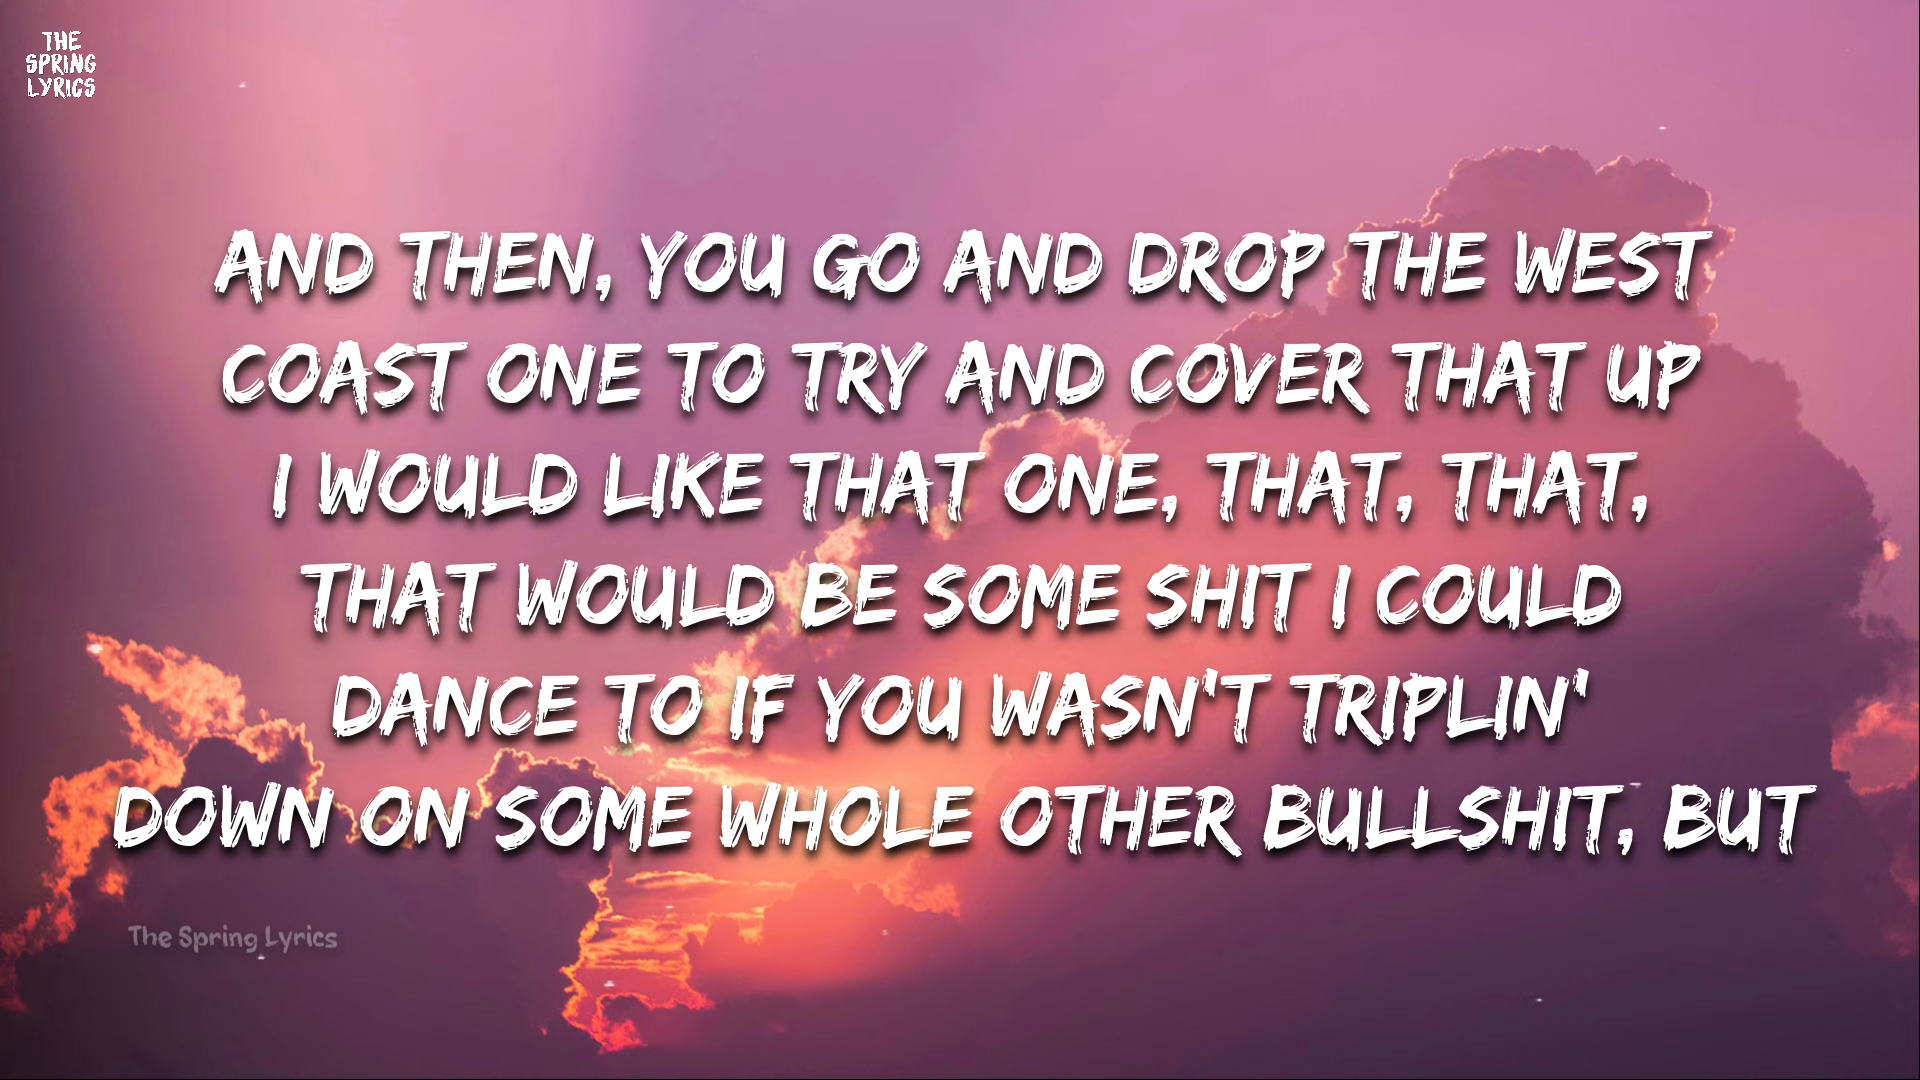 THE
SPRING
LYRICS
AND THEN, YOU GO AND DROP THE WEST
COAST ONE TO TRY AND COVER THAT UP
I WOULD LIKE THAT ONE, THAT, THAT,
THAT WOULD BE SOME SHIT I COULD
DANCE TO IF YOU WASN'T TRIPLIN'
DOWN ON SOME WHOLE OTHER BULLSHIT, BUT
The Spring Lyrics